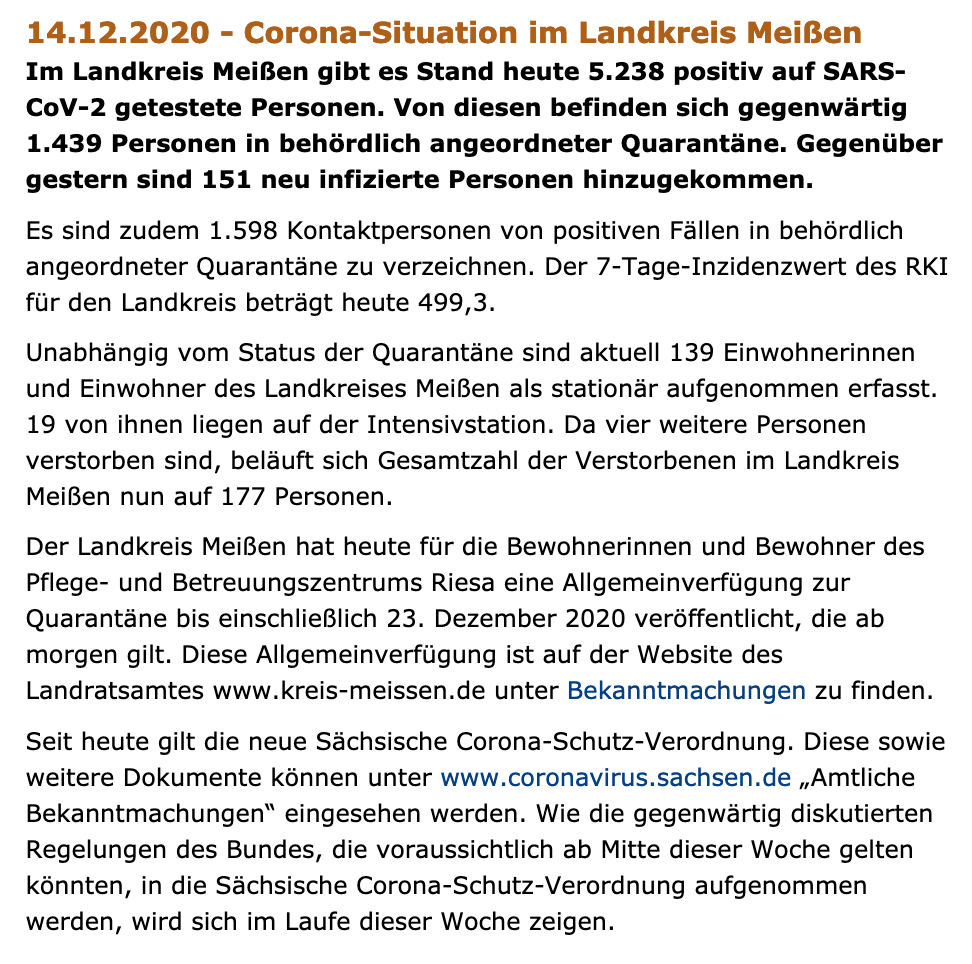 14.12.2020 - Corona-Situation im Landkreis Meißen
Im Landkreis Meißen gibt es Stand heute 5.238 positiv auf SARS-
CoV-2 getestete Personen. Von diesen befinden sich gegenwärtig
1.439 Personen in behördlich angeordneter Quarantäne. Gegenüber
gestern sind 151 neu infizierte Personen hinzugekommen.
Es sind zudem 1.598 Kontaktpersonen von positiven Fällen in behördlich
angeordneter Quarantäne zu verzeichnen. Der 7-Tage-Inzidenzwert des RKI
für den Landkreis beträgt heute 499,3.
Unabhängig vom Status der Quarantäne sind aktuell 139 Einwohnerinnen
und Einwohner des Landkreises Meißen als stationär aufgenommen erfasst.
19 von ihnen liegen auf der Intensivstation. Da vier weitere Personen
verstorben sind, beläuft sich Gesamtzahl der Verstorbenen im Landkreis
Meißen nun auf 177 Personen.
Der Landkreis Meißen hat heute für die Bewohnerinnen und Bewohner des
Pflege- und Betreuungszentrums Riesa eine Allgemeinverfügung zur
Quarantäne bis einschließlich 23. Dezember 2020 veröffentlicht, die ab
morgen gilt. Diese Allgemeinverfügung ist auf der Website des
Landratsamtes www.kreis-meissen.de unter Bekanntmachungen zu finden.
Seit heute gilt die neue Sächsische Corona-Schutz-Verordnung. Diese sowie
weitere Dokumente können unter www.coronavirus.sachsen.de „Amtliche
Bekanntmachungen“ eingesehen werden. Wie die gegenwärtig diskutierten
Regelungen des Bundes, die voraussichtlich ab Mitte dieser Woche gelten
könnten, in die Sächsische Corona-Schutz-Verordnung aufgenommen
werden, wird sich im Laufe dieser Woche zeigen.